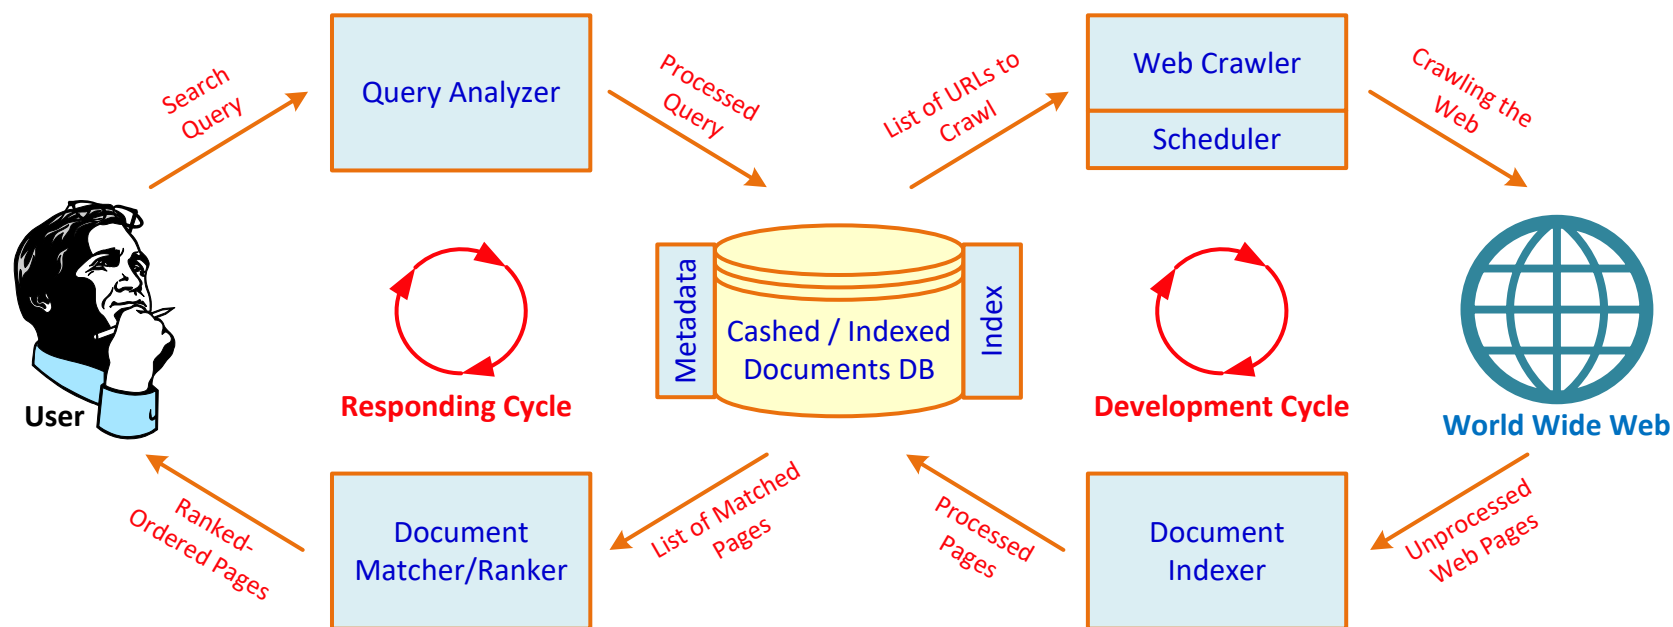 Search
Query
Query Analyzer
Processed
Query
List of URLs to
Crawl
Web Crawler
Scheduler
Crawling the
Web
User
Responding Cycle
Metadata
Cashed / Indexed
Documents DB
Index
Development Cycle
World Wide Web
Ranked-
Ordered Pages
Document
Matcher/Ranker
List of Matched
Pages
Processed
Pages
Document
Indexer
Unprocessed
Web Pages